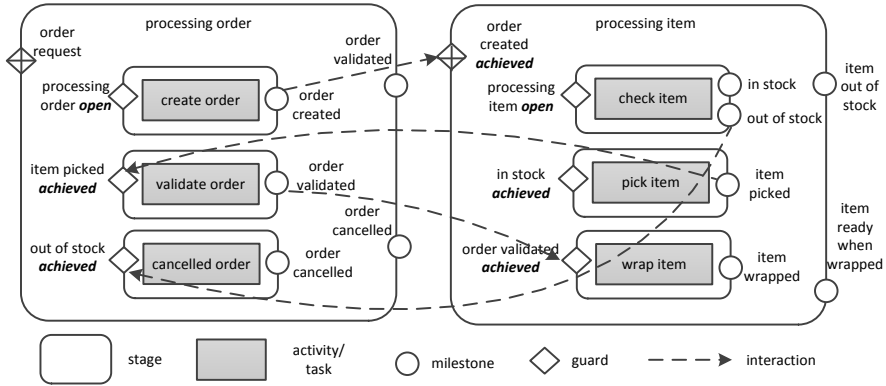 processing order
order
request
order
validated
processing
order open
create order
order
created
item picked
achieved
validate order
order
validated
order
cancelled
out of stock
achieved
cancelled order
order
cancelled
processing item
order
created
achieved
processing
item open
check item
in stock
out of stock
item
out of
stock
in stock
achieved
pick item
item
picked
order validated
achieved
wrap item
item
wrapped
item
ready
when
wrapped
stage
activity/
task
milestone
guard
interaction